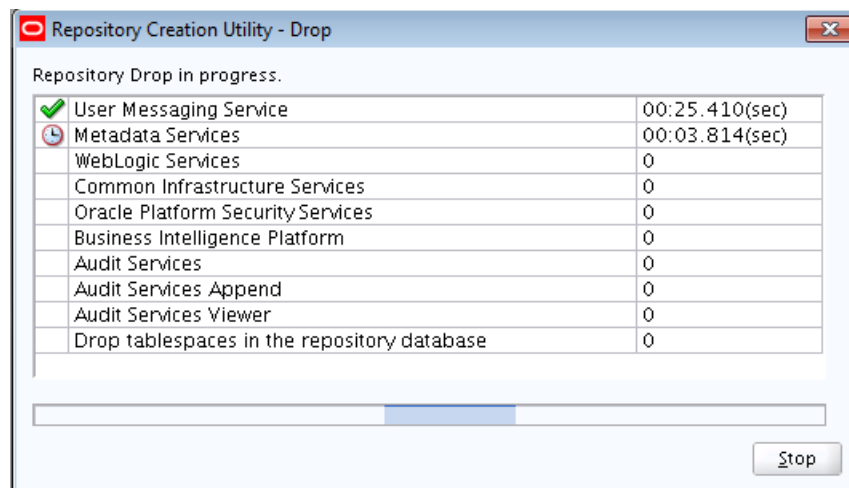 Repository Creation Utility - Drop
Repository Drop in progress.
User Messaging Service 00:25.410(sec)
Metadata Services 00:03.814(sec)
WebLogic Services 0
Common Infrastructure Services 0
Oracle Platform Security Services 0
Business Intelligence Platform 0
Audit Services 0
Audit Services Append 0
Audit Services Viewer 0
Drop tablespaces in the repository database 0
Stop